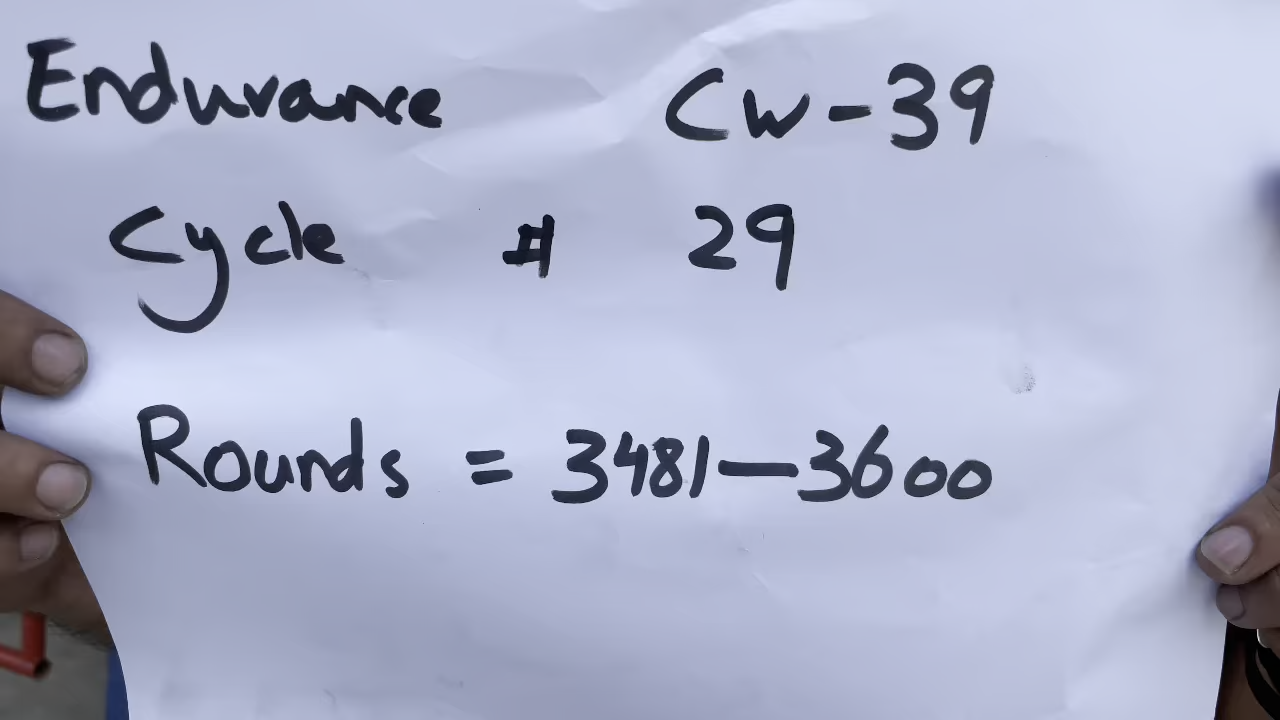 Endurance CW-39
Cycle # 29
Rounds = 3481-3600